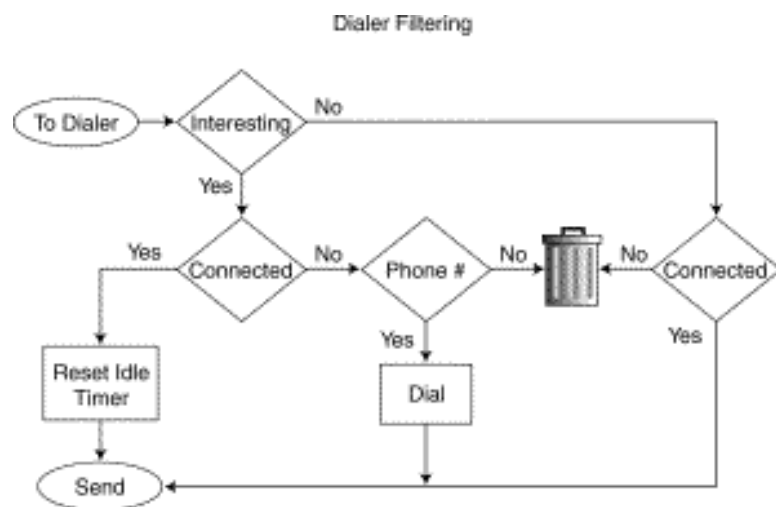 Dialer Filtering
To Dialer
Interesting
No
Yes
Yes
Connected
No
Phone #
No
No
Connected
Yes
Yes
Reset Idle
Timer
Dial
Send